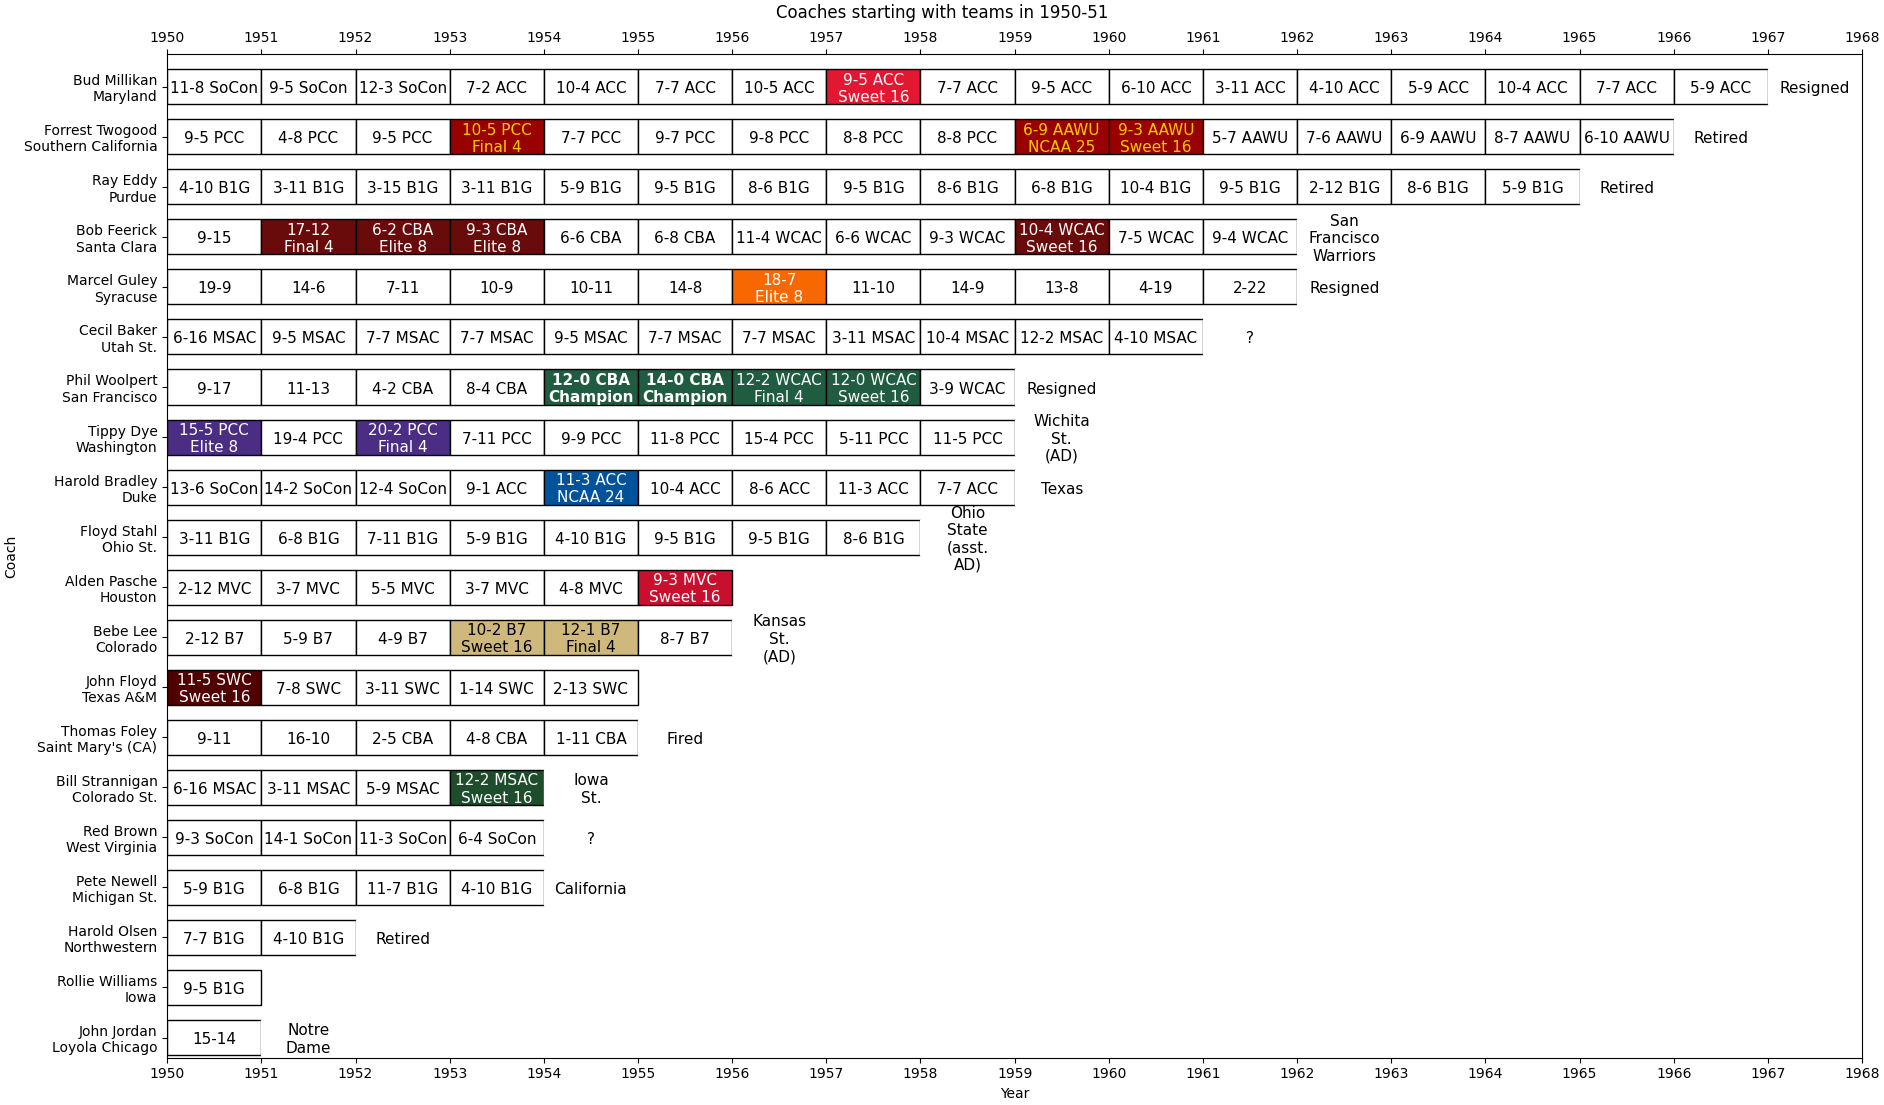 Coaches starting with teams in 1950-51
1950 1951 1952 1953 1954 1955 1956 1957 1958 1959 1960 1961 1962 1963 1964 1965 1966 1967 1968
Bud Millikan
Maryland
11-8 SoCon 9-5 SoCon 12-3 SoCon 7-2 ACC 10-4 ACC 7-7 ACC 10-5 ACC 9-5 ACC
Sweet 16
7-7 ACC 9-5 ACC 6-10 ACC 3-11 ACC 4-10 ACC 5-9 ACC 10-4 ACC 7-7 ACC 5-9 ACC Resigned
Forrest Twogood
Southern California
9-5 PCC 4-8 PCC 9-5 PCC 10-5 PCC
Final 4
7-7 PCC 9-7 PCC 9-8 PCC 8-8 PCC 8-8 PCC 6-9 AAWU
NCAA 25
9-3 AAWU
Sweet 16
5-7 AAWU 7-6 AAWU 6-9 AAWU 8-7 AAWU 6-10 AAWU Retired
Ray Eddy
Purdue
4-10 B1G 3-11 B1G 3-15 B1G 3-11 B1G 5-9 B1G 9-5 B1G 8-6 B1G 9-5 B1G 8-6 B1G 6-8 B1G 10-4 B1G 9-5 B1G 2-12 B1G 8-6 B1G 5-9 B1G Retired
Bob Feerick
Santa Clara
9-15 17-12
Final 4
6-2 CBA
Elite 8
9-3 CBA
Elite 8
6-6 CBA 6-8 CBA 11-4 WCAC 6-6 WCAC 9-3 WCAC 10-4 WCAC
Sweet 16
7-5 WCAC 9-4 WCAC San
Francisco
Warriors
Marcel Guley
Syracuse
19-9 14-6 7-11 10-9 10-11 14-8 18-7
Elite 8
11-10 14-9 13-8 4-19 2-22 Resigned
Cecil Baker
Utah St.
6-16 MSAC 9-5 MSAC 7-7 MSAC 7-7 MSAC 9-5 MSAC 7-7 MSAC 7-7 MSAC 3-11 MSAC 10-4 MSAC 12-2 MSAC 4-10 MSAC ?
Phil Woolpert
San Francisco
9-17 11-13 4-2 CBA 8-4 CBA 12-0 CBA
Champion
14-0 CBA
Champion
12-2 WCAC
Final 4
12-0 WCAC
Sweet 16
3-9 WCAC Resigned
Tippy Dye
Washington
15-5 PCC
Elite 8
19-4 PCC 20-2 PCC
Final 4
7-11 PCC 9-9 PCC 11-8 PCC 15-4 PCC 5-11 PCC 11-5 PCC Wichita
St.
(AD)
Harold Bradley
Duke
13-6 SoCon 14-2 SoCon 12-4 SoCon 9-1 ACC 11-3 ACC
NCAA 24
10-4 ACC 8-6 ACC 11-3 ACC 7-7 ACC Texas
Floyd Stahl
Ohio St.
3-11 B1G 6-8 B1G 7-11 B1G 5-9 B1G 4-10 B1G 9-5 B1G 9-5 B1G 8-6 B1G Ohio
State
(asst.
AD)
Alden Pasche
Houston
2-12 MVC 3-7 MVC 5-5 MVC 3-7 MVC 4-8 MVC 9-3 MVC
Sweet 16
Bebe Lee
Colorado
2-12 B7 5-9 B7 4-9 B7 10-2 B7
Sweet 16
12-1 B7
Final 4
8-7 B7 Kansas
St.
(AD)
John Floyd
Texas A&M
11-5 SWC
Sweet 16
7-8 SWC 3-11 SWC 1-14 SWC 2-13 SWC
Thomas Foley
Saint Mary's (CA)
9-11 16-10 2-5 CBA 4-8 CBA 1-11 CBA Fired
Bill Strannigan
Colorado St.
6-16 MSAC 3-11 MSAC 5-9 MSAC 12-2 MSAC
Sweet 16
Iowa
St.
Red Brown
West Virginia
9-3 SoCon 14-1 SoCon 11-3 SoCon 6-4 SoCon ?
Pete Newell
Michigan St.
5-9 B1G 6-8 B1G 11-7 B1G 4-10 B1G California
Harold Olsen
Northwestern
7-7 B1G 4-10 B1G Retired
Rollie Williams
Iowa
9-5 B1G
John Jordan
Loyola Chicago
15-14 Notre
Dame
1950 1951 1952 1953 1954 1955 1956 1957 1958 1959 1960 1961 1962 1963 1964 1965 1966 1967 1968
Year
Coach